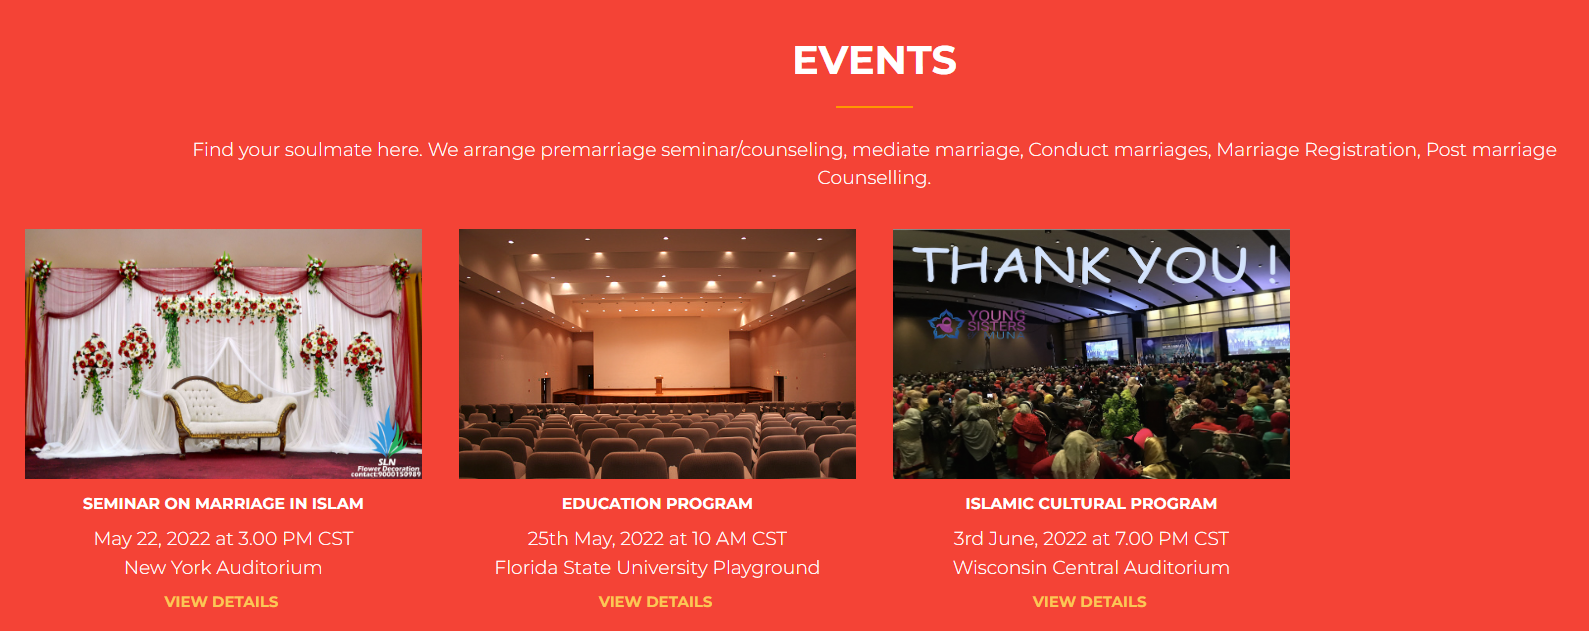 EVENTS
Find your soulmate here. We arrange premarriage seminar/counseling, mediate marriage, Conduct marriages, Marriage Registration, Post marriage
Counselling.
SLN
Flower Decoration
contact:9000150989
THANK YOU !
YOUNG
SISTERS
SEMINAR ON MARRIAGE IN ISLAM
May 22, 2022 at 3.00 PM CST
New York Auditorium
VIEW DETAILS
EDUCATION PROGRAM
25th May, 2022 at 10 AM CST
Florida State University Playground
VIEW DETAILS
ISLAMIC CULTURAL PROGRAM
3rd June, 2022 at 7.00 PM CST
Wisconsin Central Auditorium
VIEW DETAILS